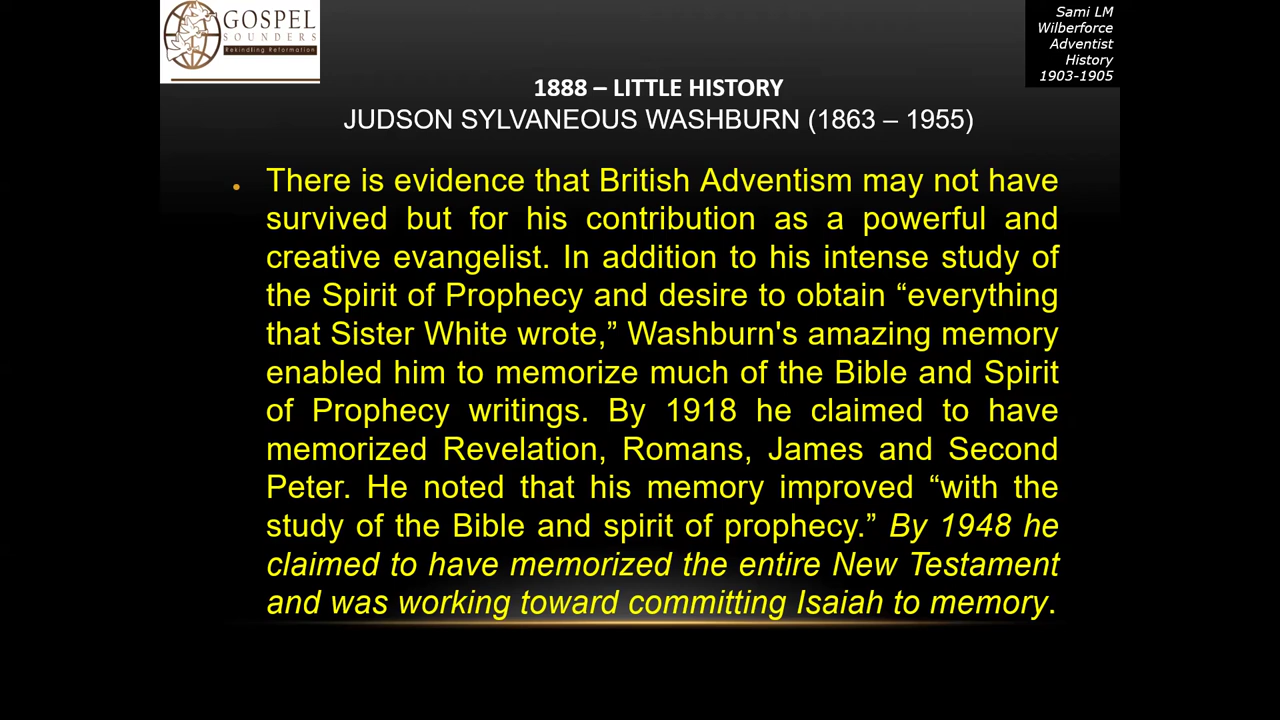 GOSPEL
SOUNDERS
Rekindling Reformation
Sami LM
Wilberforce
Adventist
History
1903-1905
1888 – LITTLE HISTORY
JUDSON SYLVANEOUS WASHBURN (1863 – 1955)
• There is evidence that British Adventism may not have
survived but for his contribution as a powerful and
creative evangelist. In addition to his intense study of
the Spirit of Prophecy and desire to obtain “everything
that Sister White wrote,” Washburn's amazing memory
enabled him to memorize much of the Bible and Spirit
of Prophecy writings. By 1918 he claimed to have
memorized Revelation, Romans, James and Second
Peter. He noted that his memory improved “with the
study of the Bible and spirit of prophecy.” By 1948 he
claimed to have memorized the entire New Testament
and was working toward committing Isaiah to memory.